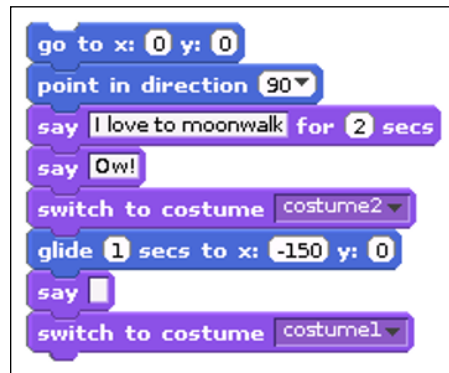 go to x: 0 y: 0
point in direction 90
say I love to moonwalk for 2 secs
say Ow!
switch to costume costume2
glide 1 secs to x: -150 y: 0
say
switch to costume costume1